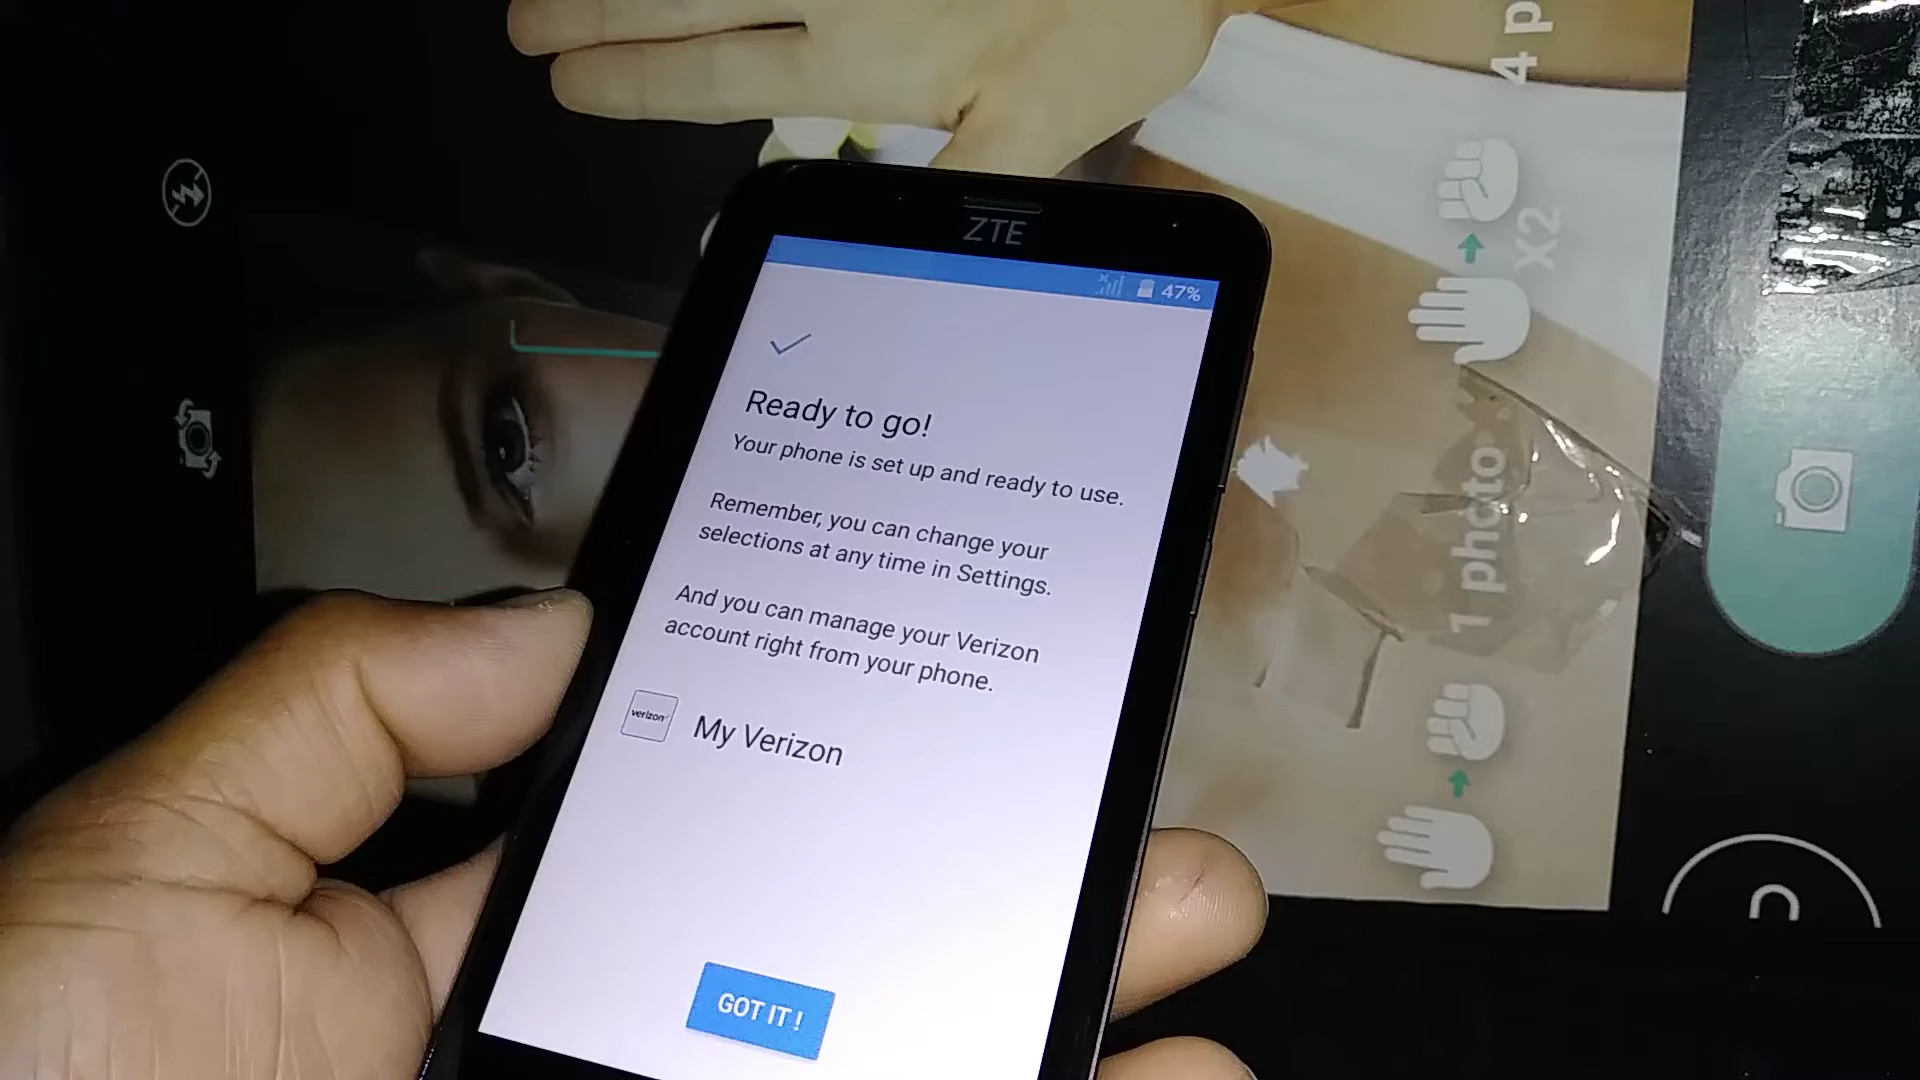 ZTE
47%
Ready to go!
Your phone is set up and ready to use.
Remember, you can change your
selections at any time in Settings.
And you can manage your Verizon
account right from your phone.
verizon
My Verizon
GOT IT !
4 p
X2
1 photo